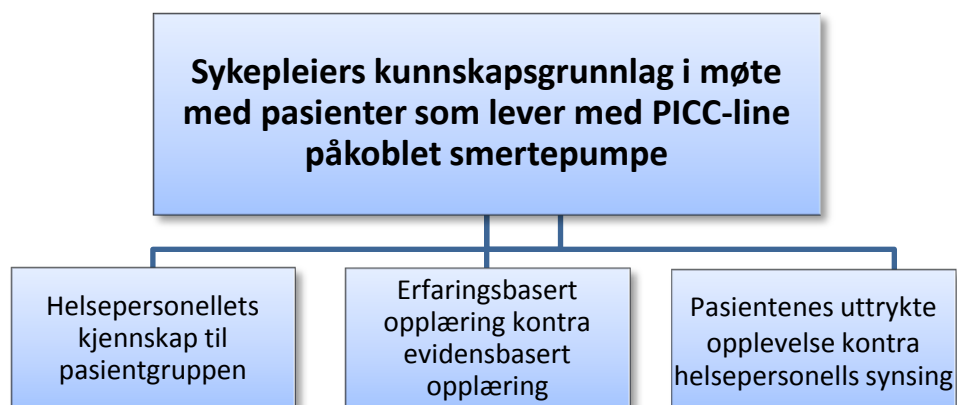 Sykepleiers kunnskapsgrunnlag i møte
med pasienter som lever med PICC-line
påkoblet smertepumpe
Helsepersonellets
kjennskap til
pasientgruppen
Erfaringsbasert
opplæring kontra
evidensbasert
opplæring
Pasientenes uttrykte
opplevelse kontra
helsepersonells synsing